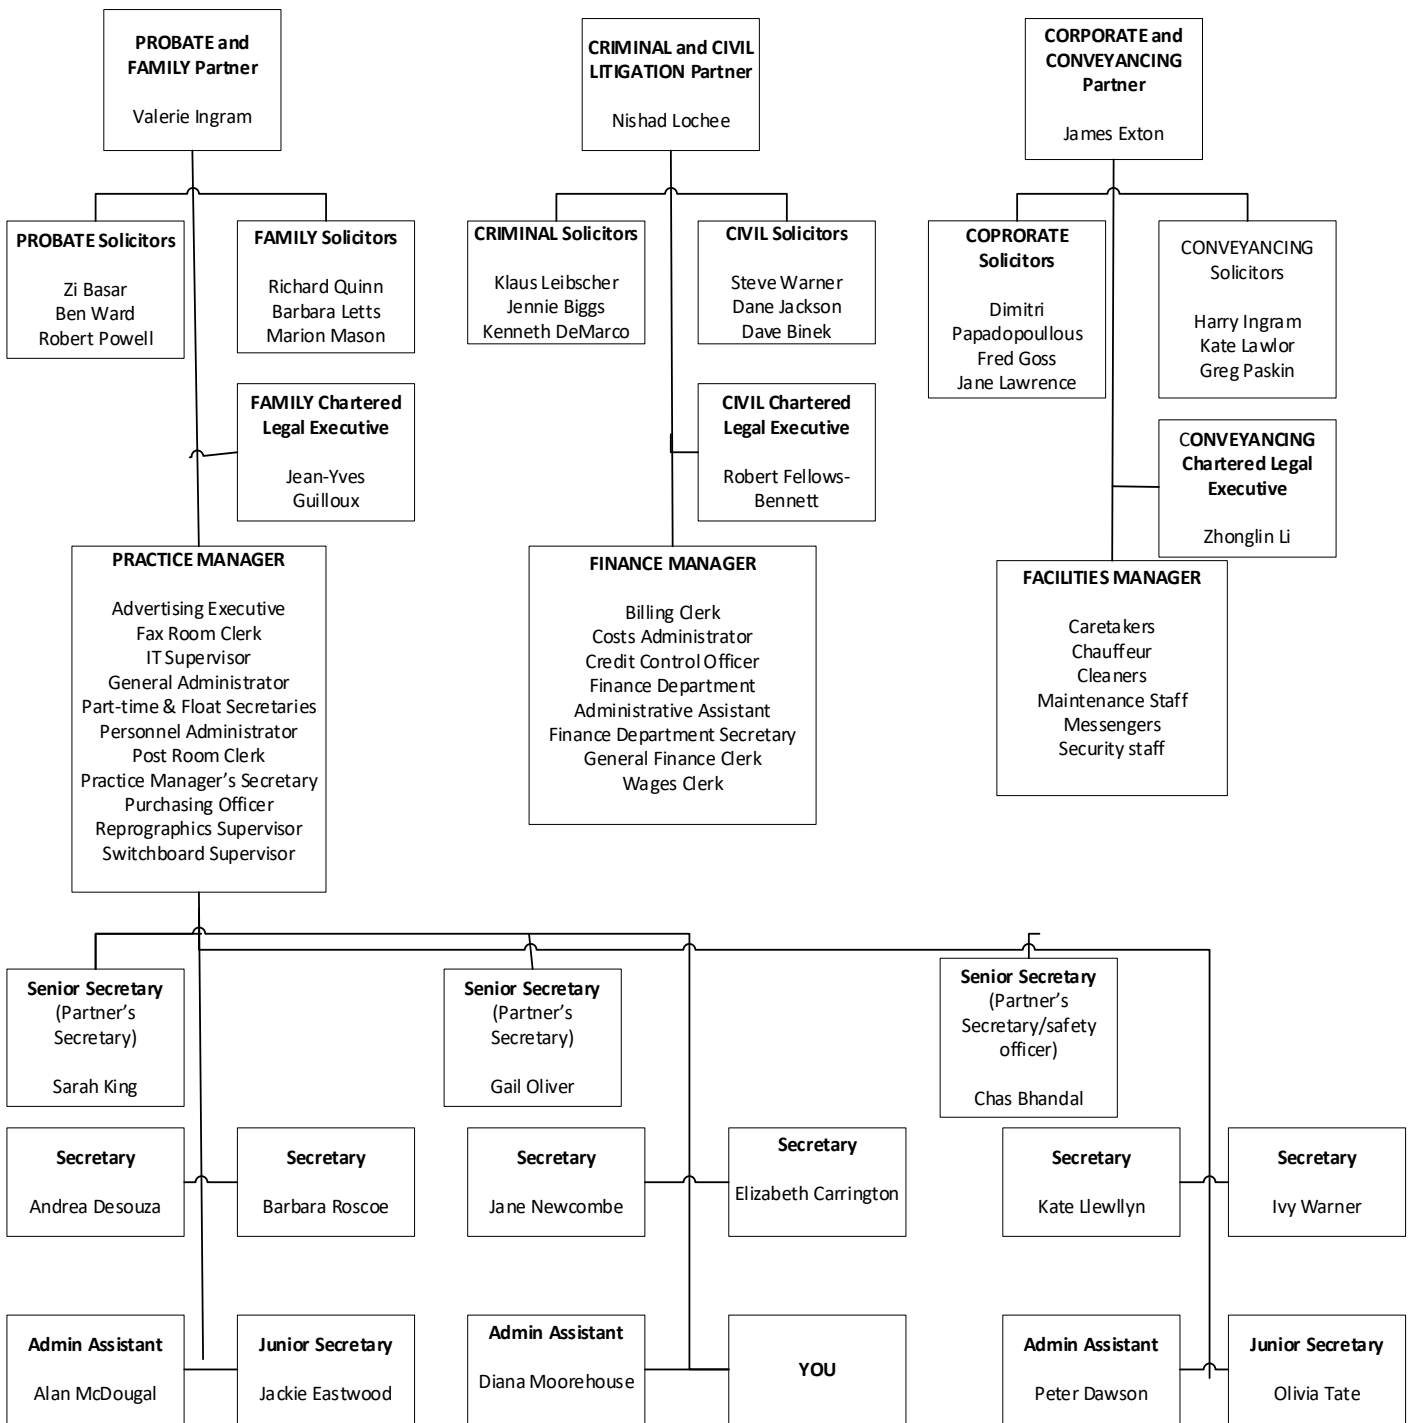 PROBATE and
FAMILY Partner
Valerie Ingram
CRIMINAL and CIVIL
LITIGATION Partner
Nishad Lochee
CORPORATE and
CONVEYANCING
Partner
James Exton
PROBATE Solicitors
Zi Basar
Ben Ward
Robert Powell
FAMILY Solicitors
Richard Quinn
Barbara Letts
Marion Mason
CRIMINAL Solicitors
Klaus Leibscher
Jennie Biggs
Kenneth DeMarco
CIVIL Solicitors
Steve Warner
Dane Jackson
Dave Binek
COPRORATE
Solicitors
Dimitri
Papadopoullous
Fred Goss
Jane Lawrence
CONVEYANCING
Solicitors
Harry Ingram
Kate Lawlor
Greg Paskin
FAMILY Chartered
Legal Executive
Jean-Yves
Guilloux
CIVIL Chartered
Legal Executive
Robert Fellows-
Bennett
CONVEYANCING
Chartered Legal
Executive
Zhonglin Li
PRACTICE MANAGER
Advertising Executive
Fax Room Clerk
IT Supervisor
General Administrator
Part-time & Float Secretaries
Personnel Administrator
Post Room Clerk
Practice Manager’s Secretary
Purchasing Officer
Reprographics Supervisor
Switchboard Supervisor
FINANCE MANAGER
Billing Clerk
Costs Administrator
Credit Control Officer
Finance Department
Administrative Assistant
Finance Department Secretary
General Finance Clerk
Wages Clerk
FACILITIES MANAGER
Caretakers
Chauffeur
Cleaners
Maintenance Staff
Messengers
Security staff
Senior Secretary
(Partner’s
Secretary)
Sarah King
Senior Secretary
(Partner’s
Secretary)
Gail Oliver
Senior Secretary
(Partner’s
Secretary/safety
officer)
Chas Bhandal
Secretary
Andrea Desouza
Secretary
Barbara Roscoe
Secretary
Jane Newcombe
Secretary
Elizabeth Carrington
Secretary
Kate Llewllyn
Secretary
Ivy Warner
Admin Assistant
Alan McDougal
Junior Secretary
Jackie Eastwood
Admin Assistant
Diana Moorehouse
YOU
Admin Assistant
Peter Dawson
Junior Secretary
Olivia Tate